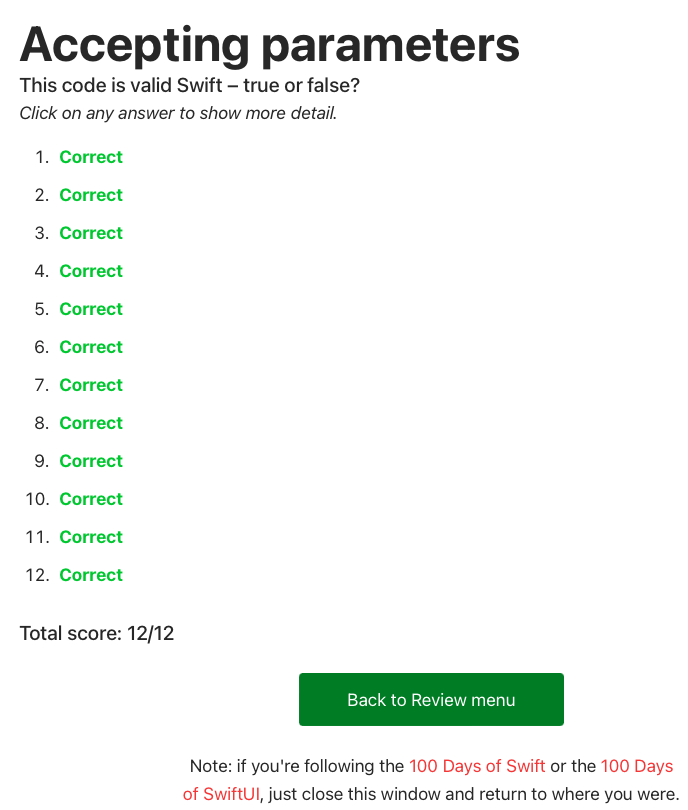 Accepting parameters
This code is valid Swift – true or false?
Click on any answer to show more detail.
1. Correct
2. Correct
3. Correct
4. Correct
5. Correct
6. Correct
7. Correct
8. Correct
9. Correct
10. Correct
11. Correct
12. Correct
Total score: 12/12
Back to Review menu
Note: if you're following the 100 Days of Swift or the 100 Days
of SwiftUI, just close this window and return to where you were.